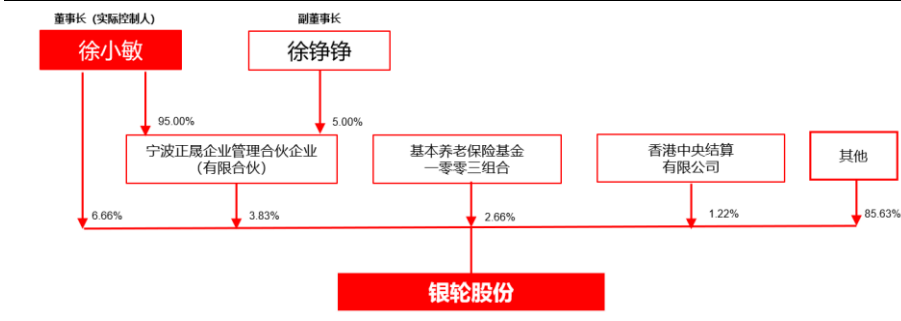 董事长（实际控制人）
副董事长
徐小敏
徐铮铮
95.00%
5.00%
宁波正晟企业管理合伙企业
（有限合伙）
基本养老保险基金
一零零三组合
香港中央结算
有限公司
其他
6.66%
3.83%
2.66%
1.22%
85.63%
银轮股份